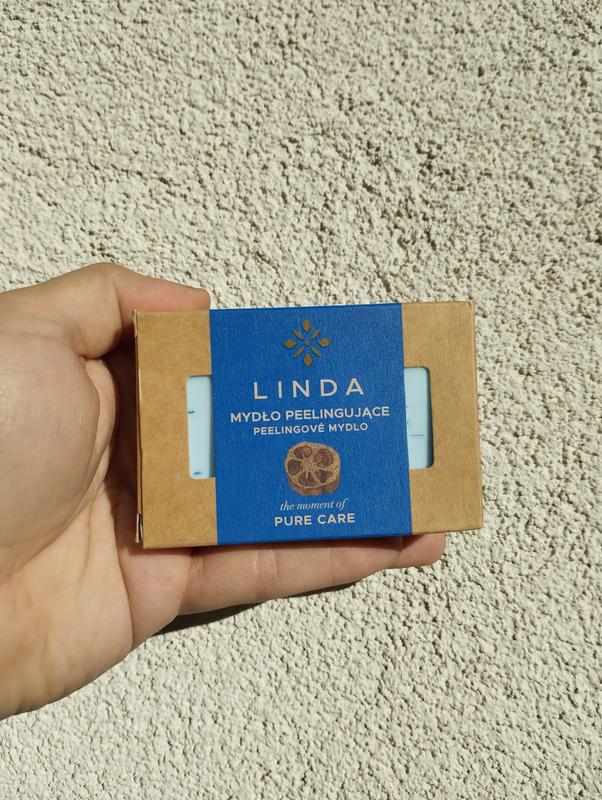 LINDA
MYDŁO PEELINGUJĄCE
PEELINGOVÉ MYDLO
the moment of
PURE CARE